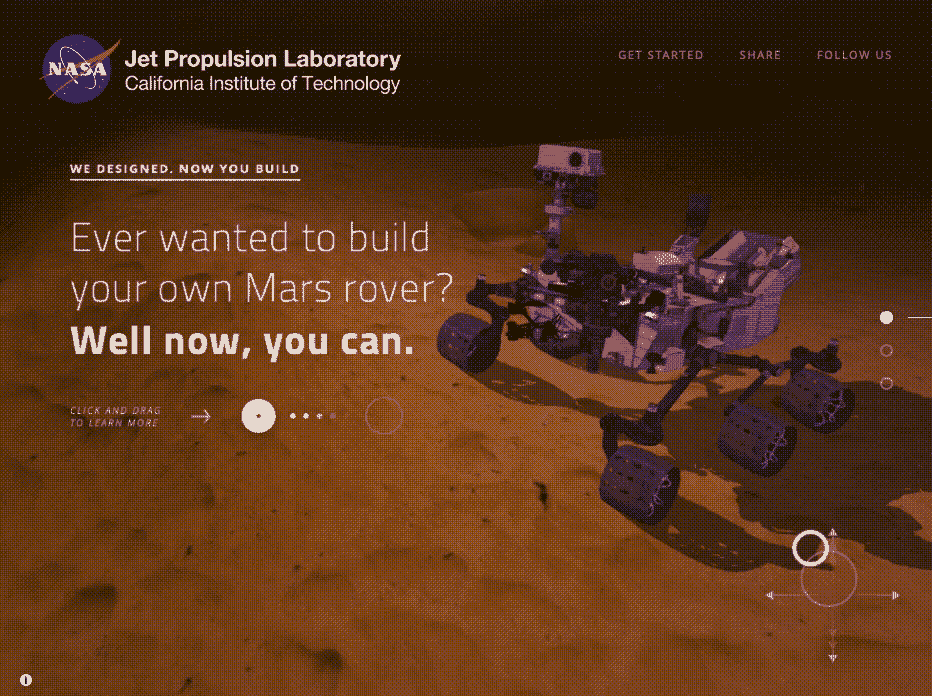 NASA
Jet Propulsion Laboratory
California Institute of Technology
GET STARTED SHARE FOLLOW US
WE DESIGNED. NOW YOU BUILD
Ever wanted to build
your own Mars rover?
Well now, you can.
CLICK AND DRAG
TO LEARN MORE